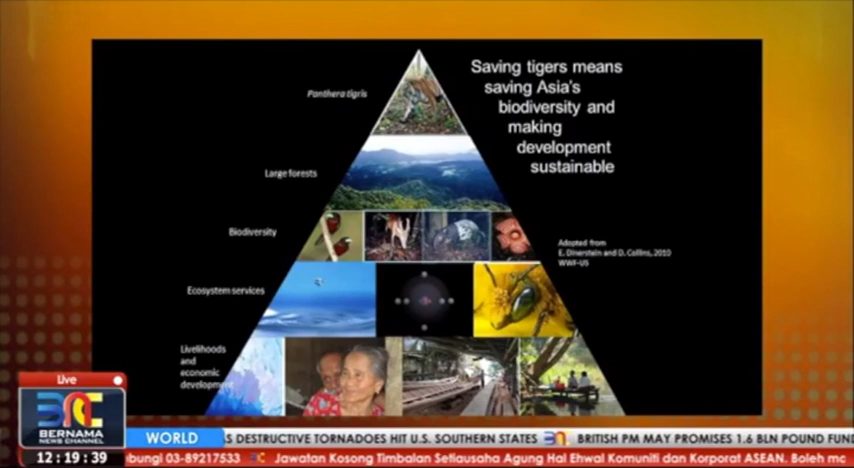 Saving tigers means
saving Asia's
biodiversity and
making
development
sustainable
Panthera tigris
Large forests
Biodiversity
Adapted from
E. Dinerstein and D. Collins, 2010
WWF-US
Ecosystem services
Livelihoods
and
economic
development
Live
BERNAMA
NEWS CHANNEL
WORLD
S DESTRUCTIVE TORNADOES HIT U.S. SOUTHERN STATES BRITISH PM MAY PROMISES 1.6 BLN POUND FUND
12:19:39
bungi 03-89217533 Jawatan Kosong Timbalan Setiausaha Agung Hal Ehwal Komuniti dan Korporat ASEAN. Boleh mc